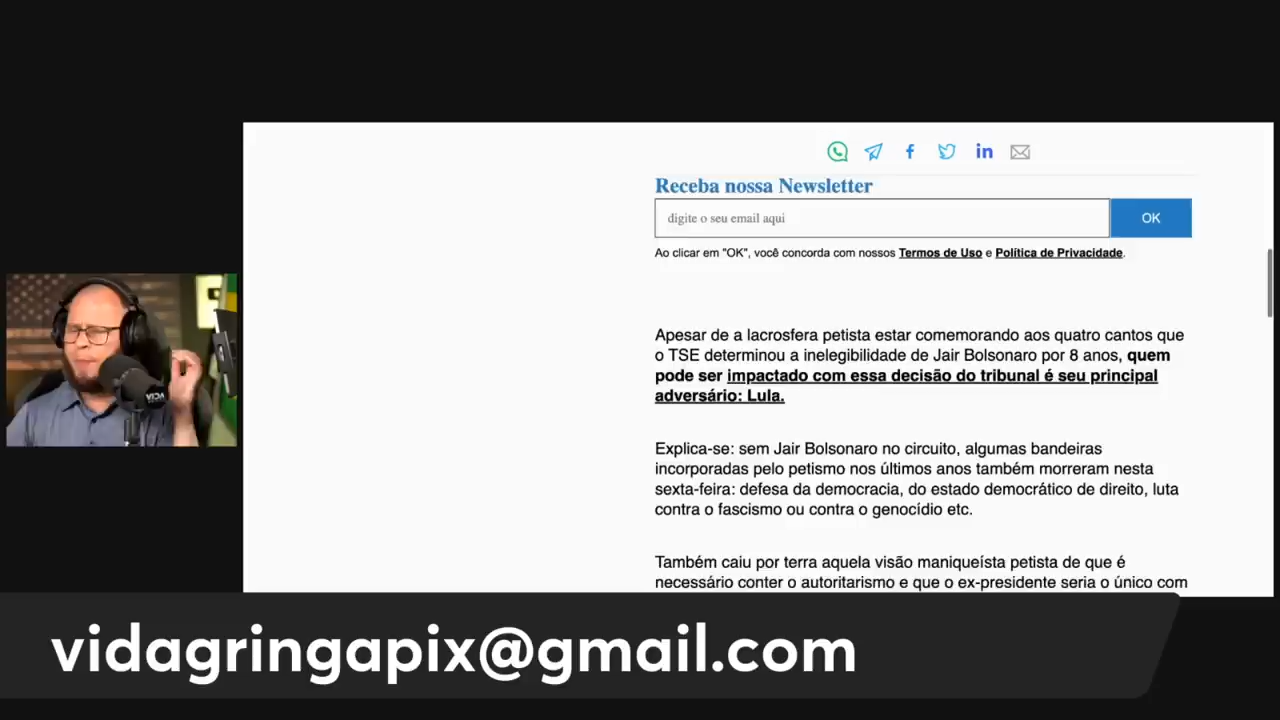 Receba nossa Newsletter
digite o seu email aqui
OK
Ao clicar em "OK", você concorda com nossos Termos de Uso e Política de Privacidade.
Apesar de a lacrosfera petista estar comemorando aos quatro cantos que
o TSE determinou a inelegibilidade de Jair Bolsonaro por 8 anos, quem
pode ser impactado com essa decisão do tribunal é seu principal
adversário: Lula.
Explica-se: sem Jair Bolsonaro no circuito, algumas bandeiras
incorporadas pelo petismo nos últimos anos também morreram nesta
sexta-feira: defesa da democracia, do estado democrático de direito, luta
contra o fascismo ou contra o genocídio etc.
Também caiu por terra aquela visão maniqueísta petista de que é
necessário conter o autoritarismo e que o ex-presidente seria o único com
VIDA
vidagringapix@gmail.com